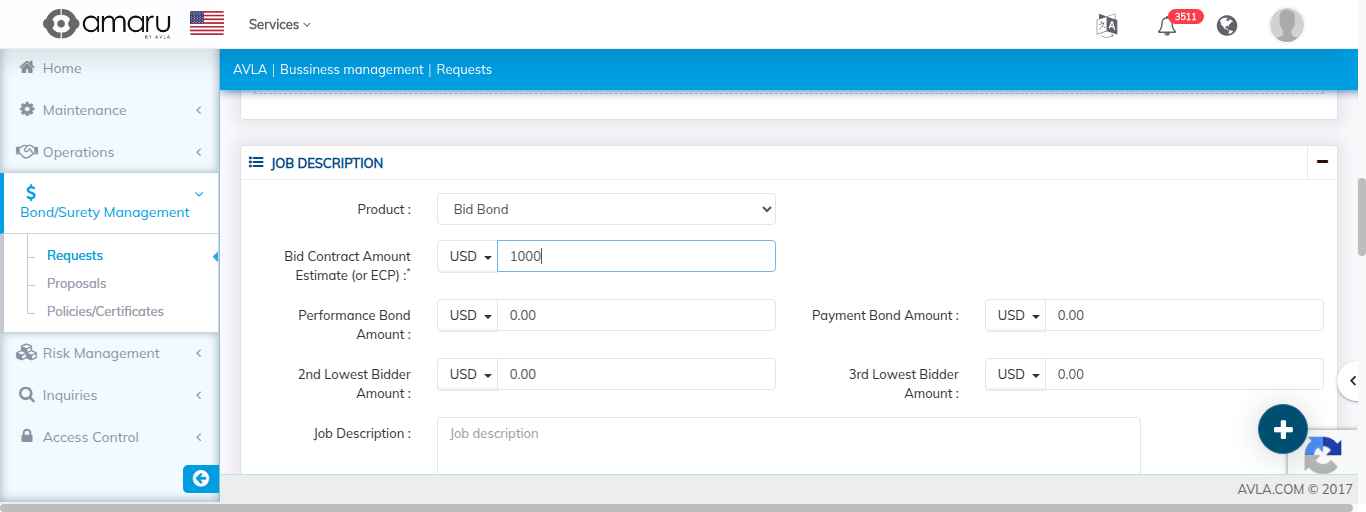 amaru
BY AVLA
Services
3511
Home
Maintenance
Operations
Bond/Surety Management
Requests
Proposals
Policies/Certificates
Risk Management
Inquiries
Access Control
AVLA | Bussiness management | Requests
JOB DESCRIPTION
Product :
Bid Bond
Bid Contract Amount
Estimate (or ECP) :*
USD
1000
Performance Bond
Amount :
USD
0.00
Payment Bond Amount :
USD
0.00
2nd Lowest Bidder
Amount :
USD
0.00
3rd Lowest Bidder
Amount :
USD
0.00
Job Description :
Job description
AVLA.COM © 2017